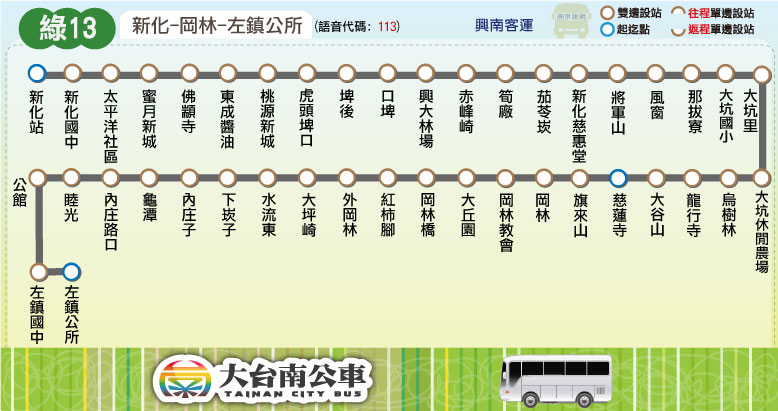 綠13
新化-岡林-左鎮公所
(語音代碼：113)
興南客運
雙邊設站
往程單邊設站
起迄點
返程單邊設站
新化站
新化國中
太平洋社區
蜜月新城
佛顗寺
東成醬油
桃源新城
虎頭埤口
埤後
口埤
興大林場
赤峰崎
筍廠
茄苳崁
新化慈惠堂
將軍山
風窗
那拔寮
大坑國小
大坑里
公館
睦光
內庄路口
龜潭
內庄子
下崁子
水流東
大坪崎
外岡林
紅柿腳
岡林橋
大丘園
岡林教會
岡林
旗來山
慈蓮寺
大谷山
龍行寺
烏樹林
大坑休閒農場
左鎮國中
左鎮公所
大台南公車
TAINAN CITY BUS